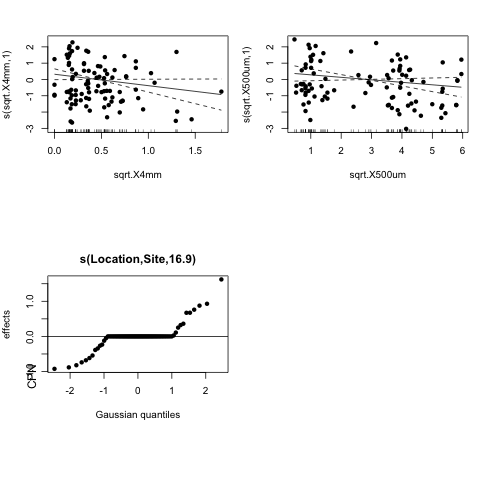 s(sqrt.X4mm,1)
2
1
0
-1
-3
0.0 0.5 1.0 1.5
sqrt.X4mm
s(sqrt.X500um,1)
2
1
0
-1
-3
1 2 3 4 5 6
sqrt.X500um
s(Location,Site,16.9)
effects
1.0
0.0
CPN
-2 -1 0 1 2
Gaussian quantiles